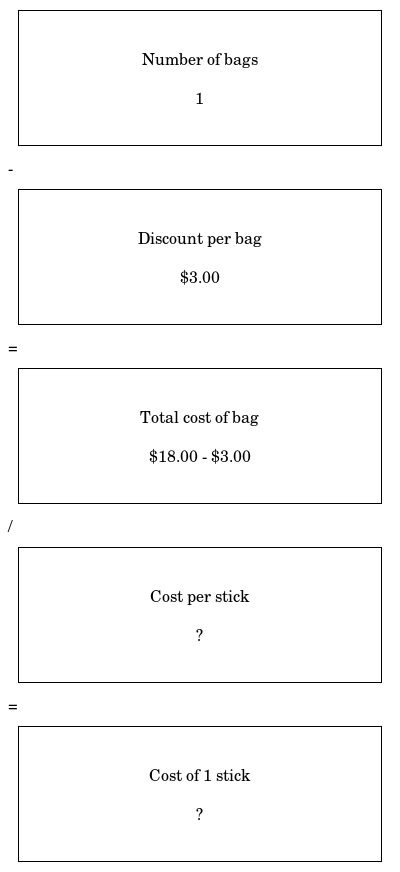 Number of bags
1
-
Discount per bag
$3.00
=
Total cost of bag
$18.00 - $3.00
/
Cost per stick
?
=
Cost of 1 stick
?